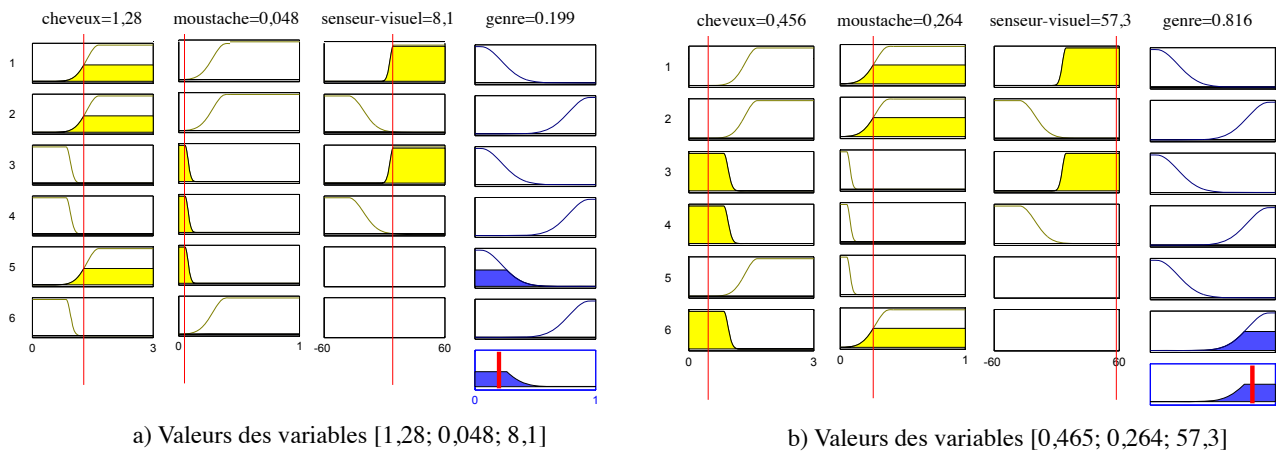 cheveux=1,28 moustache=0,048 senseur-visuel=8,1 genre=0.199
1
2
3
4
5
6
0 3 0 1 -60 60
0 1
a) Valeurs des variables [1,28; 0,048; 8,1]
cheveux=0,456 moustache=0,264 senseur-visuel=57,3 genre=0.816
1
2
3
4
5
6
0 3 0 1 -60 60
b) Valeurs des variables [0,465; 0,264; 57,3]